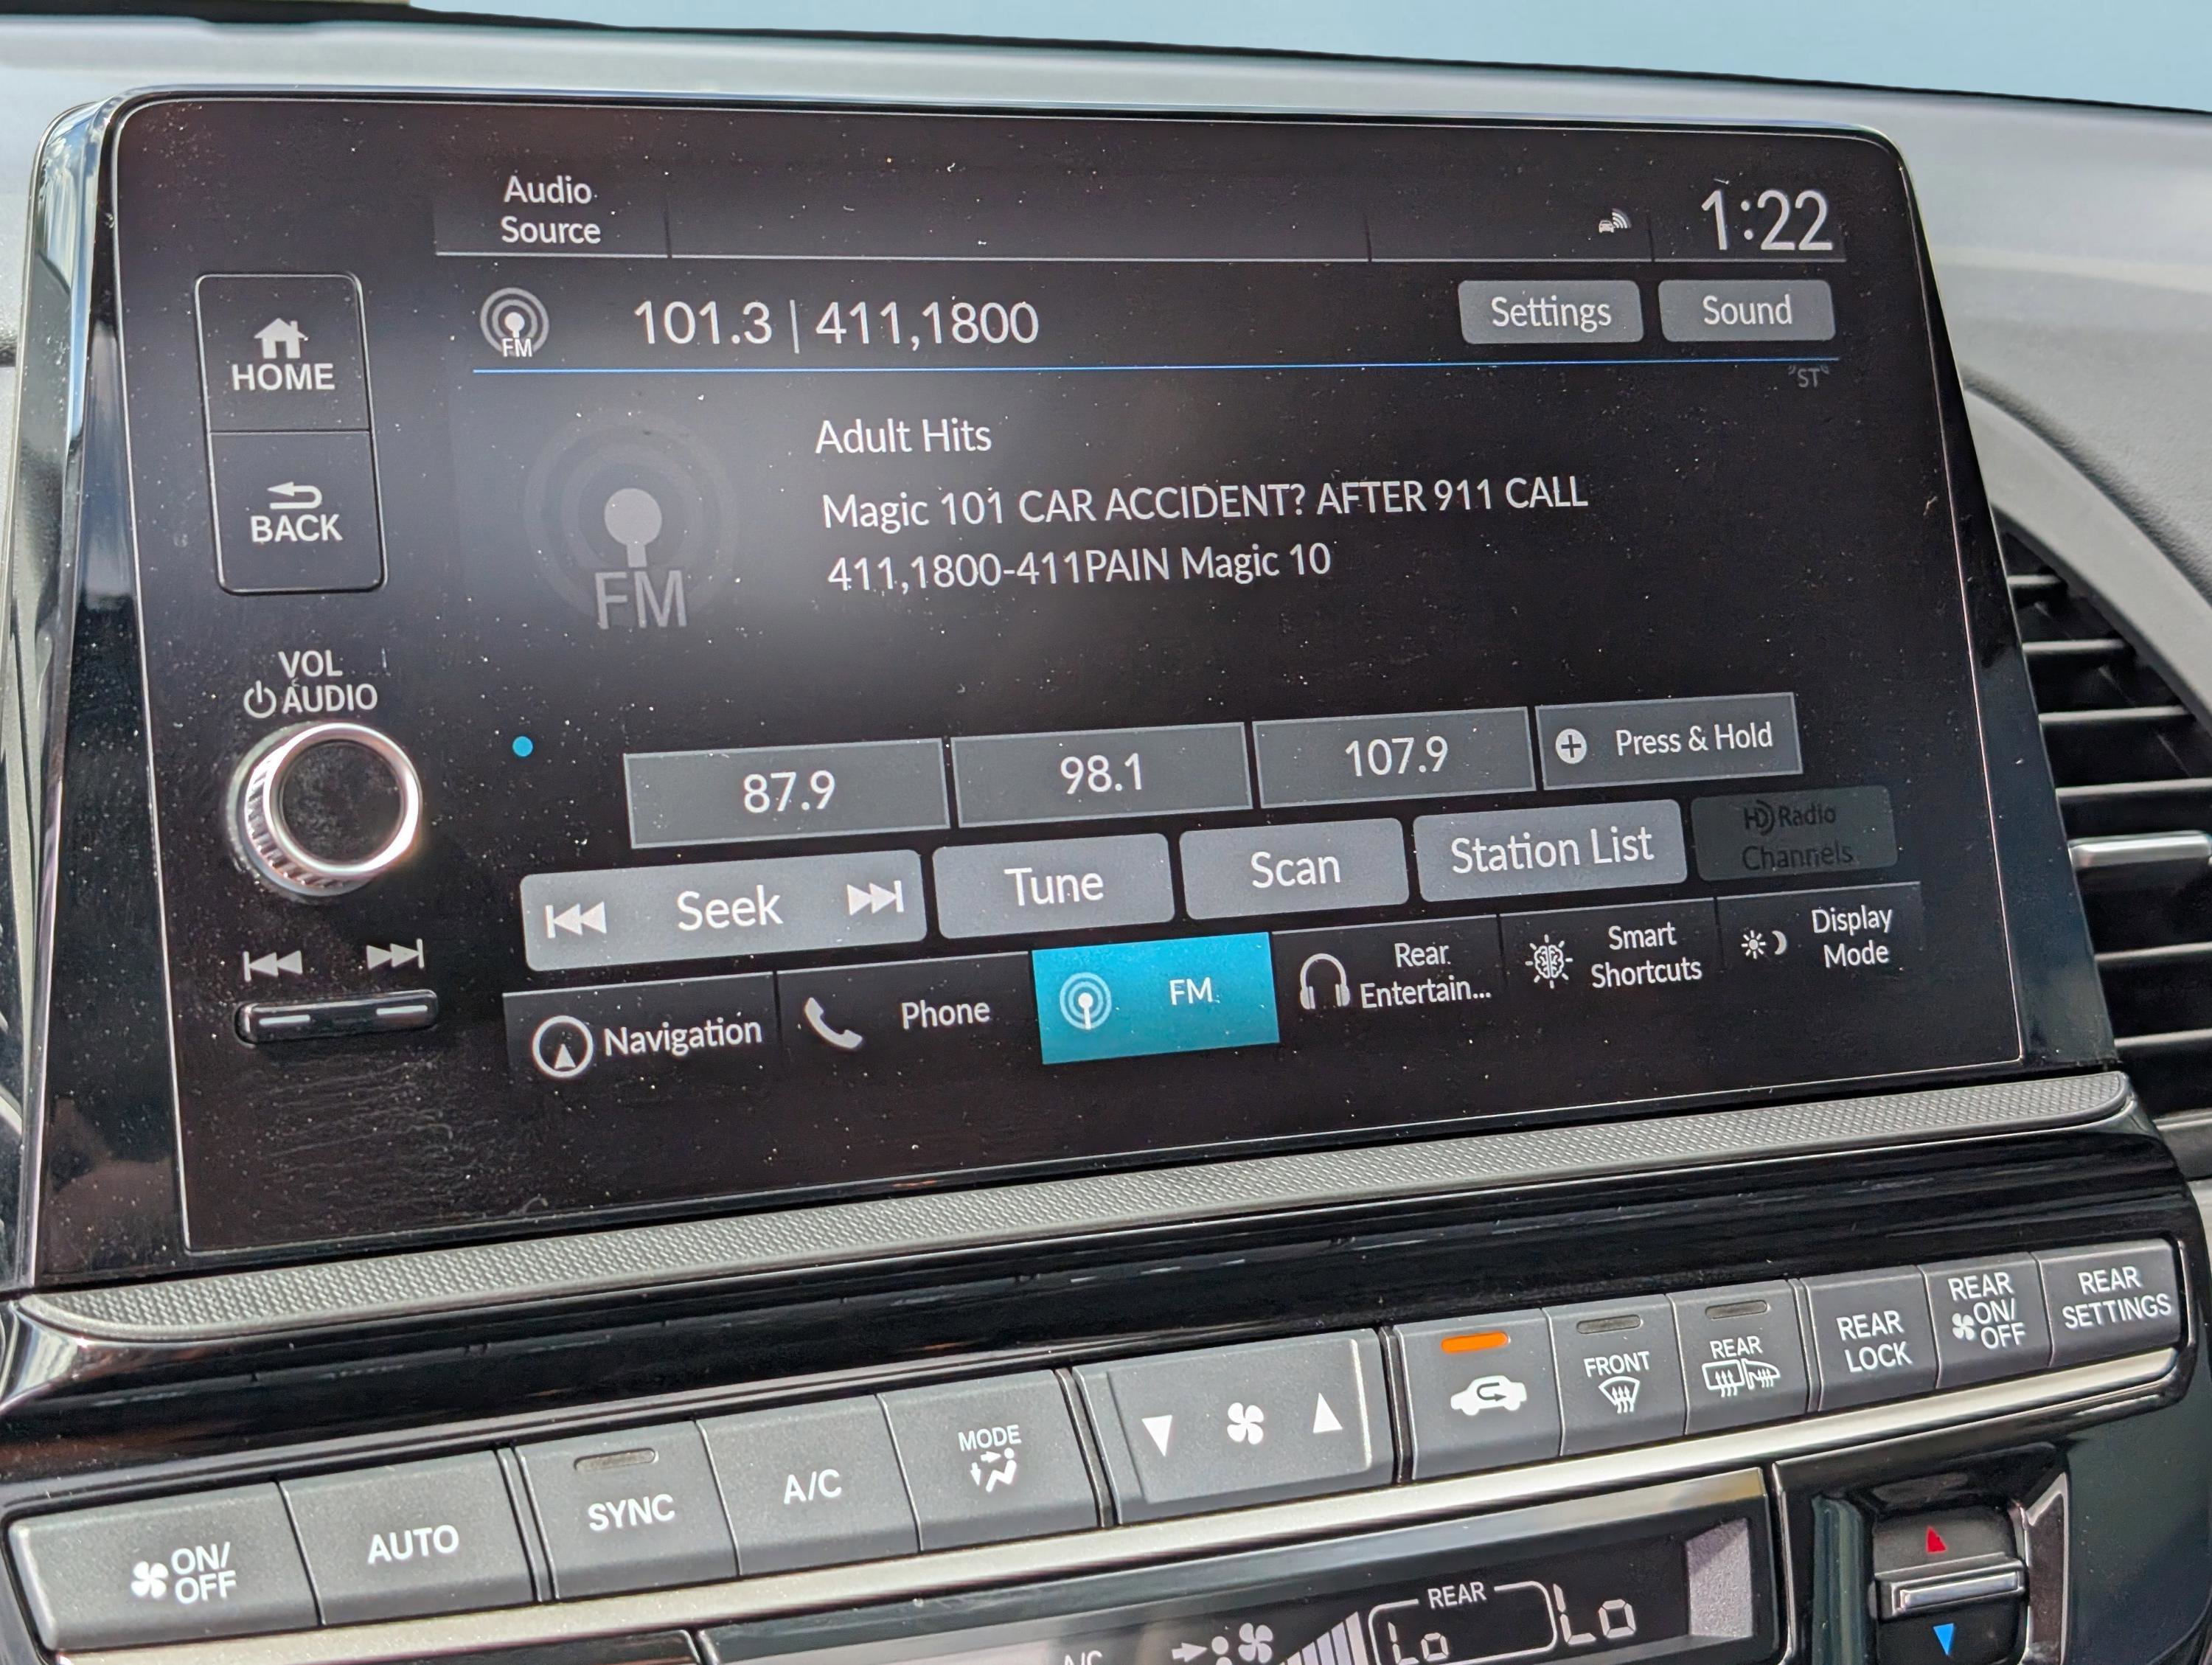 Audio
Source
1:22
FM
101.3 | 411,1800
Settings
Sound
"ST"
HOME
BACK
Adult Hits
Magic 101 CAR ACCIDENT? AFTER 911 CALL
411,1800-411PAIN Magic 10
FM
VOL
AUDIO
87.9
98.1
107.9
Press & Hold
Seek
Tune
Scan
Station List
HD Radio
Channels
Navigation
Phone
FM
Rear
Entertain...
Smart
Shortcuts
Display
Mode
ON/
OFF
AUTO
SYNC
A/C
MODE
FRONT
REAR
REAR
LOCK
REAR
ON/
OFF
REAR
SETTINGS
A/C
REAR
Lo
Lo